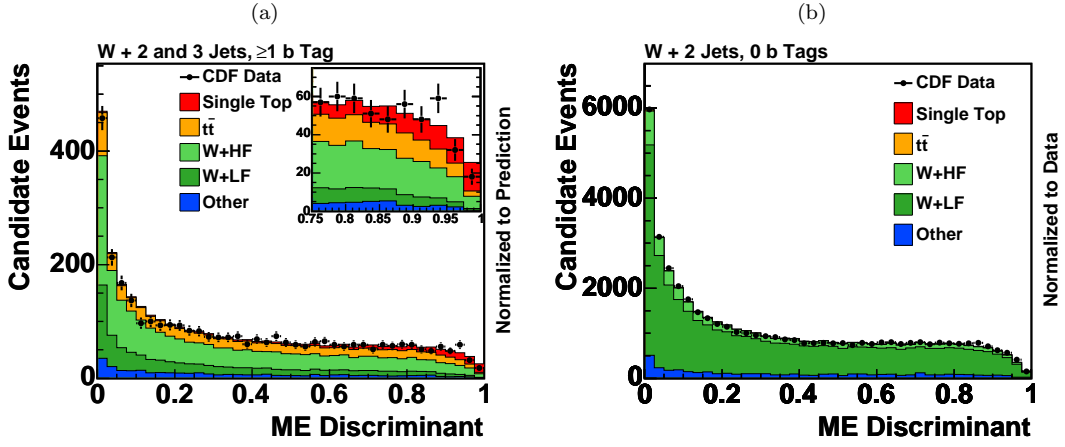 (a)
W + 2 and 3 Jets, ≥1 b Tag
Candidate Events
400
200
0
CDF Data
Single Top
tt̄
W+HF
W+LF
Other
60
40
20
0
0.75 0.8 0.85 0.9 0.95 1
0 0.2 0.4 0.6 0.8 1
ME Discriminant
Normalized to Prediction
(b)
W + 2 Jets, 0 b Tags
Candidate Events
6000
4000
2000
0
CDF Data
Single Top
tt̄
W+HF
W+LF
Other
0 0.2 0.4 0.6 0.8 1
ME Discriminant
Normalized to Data